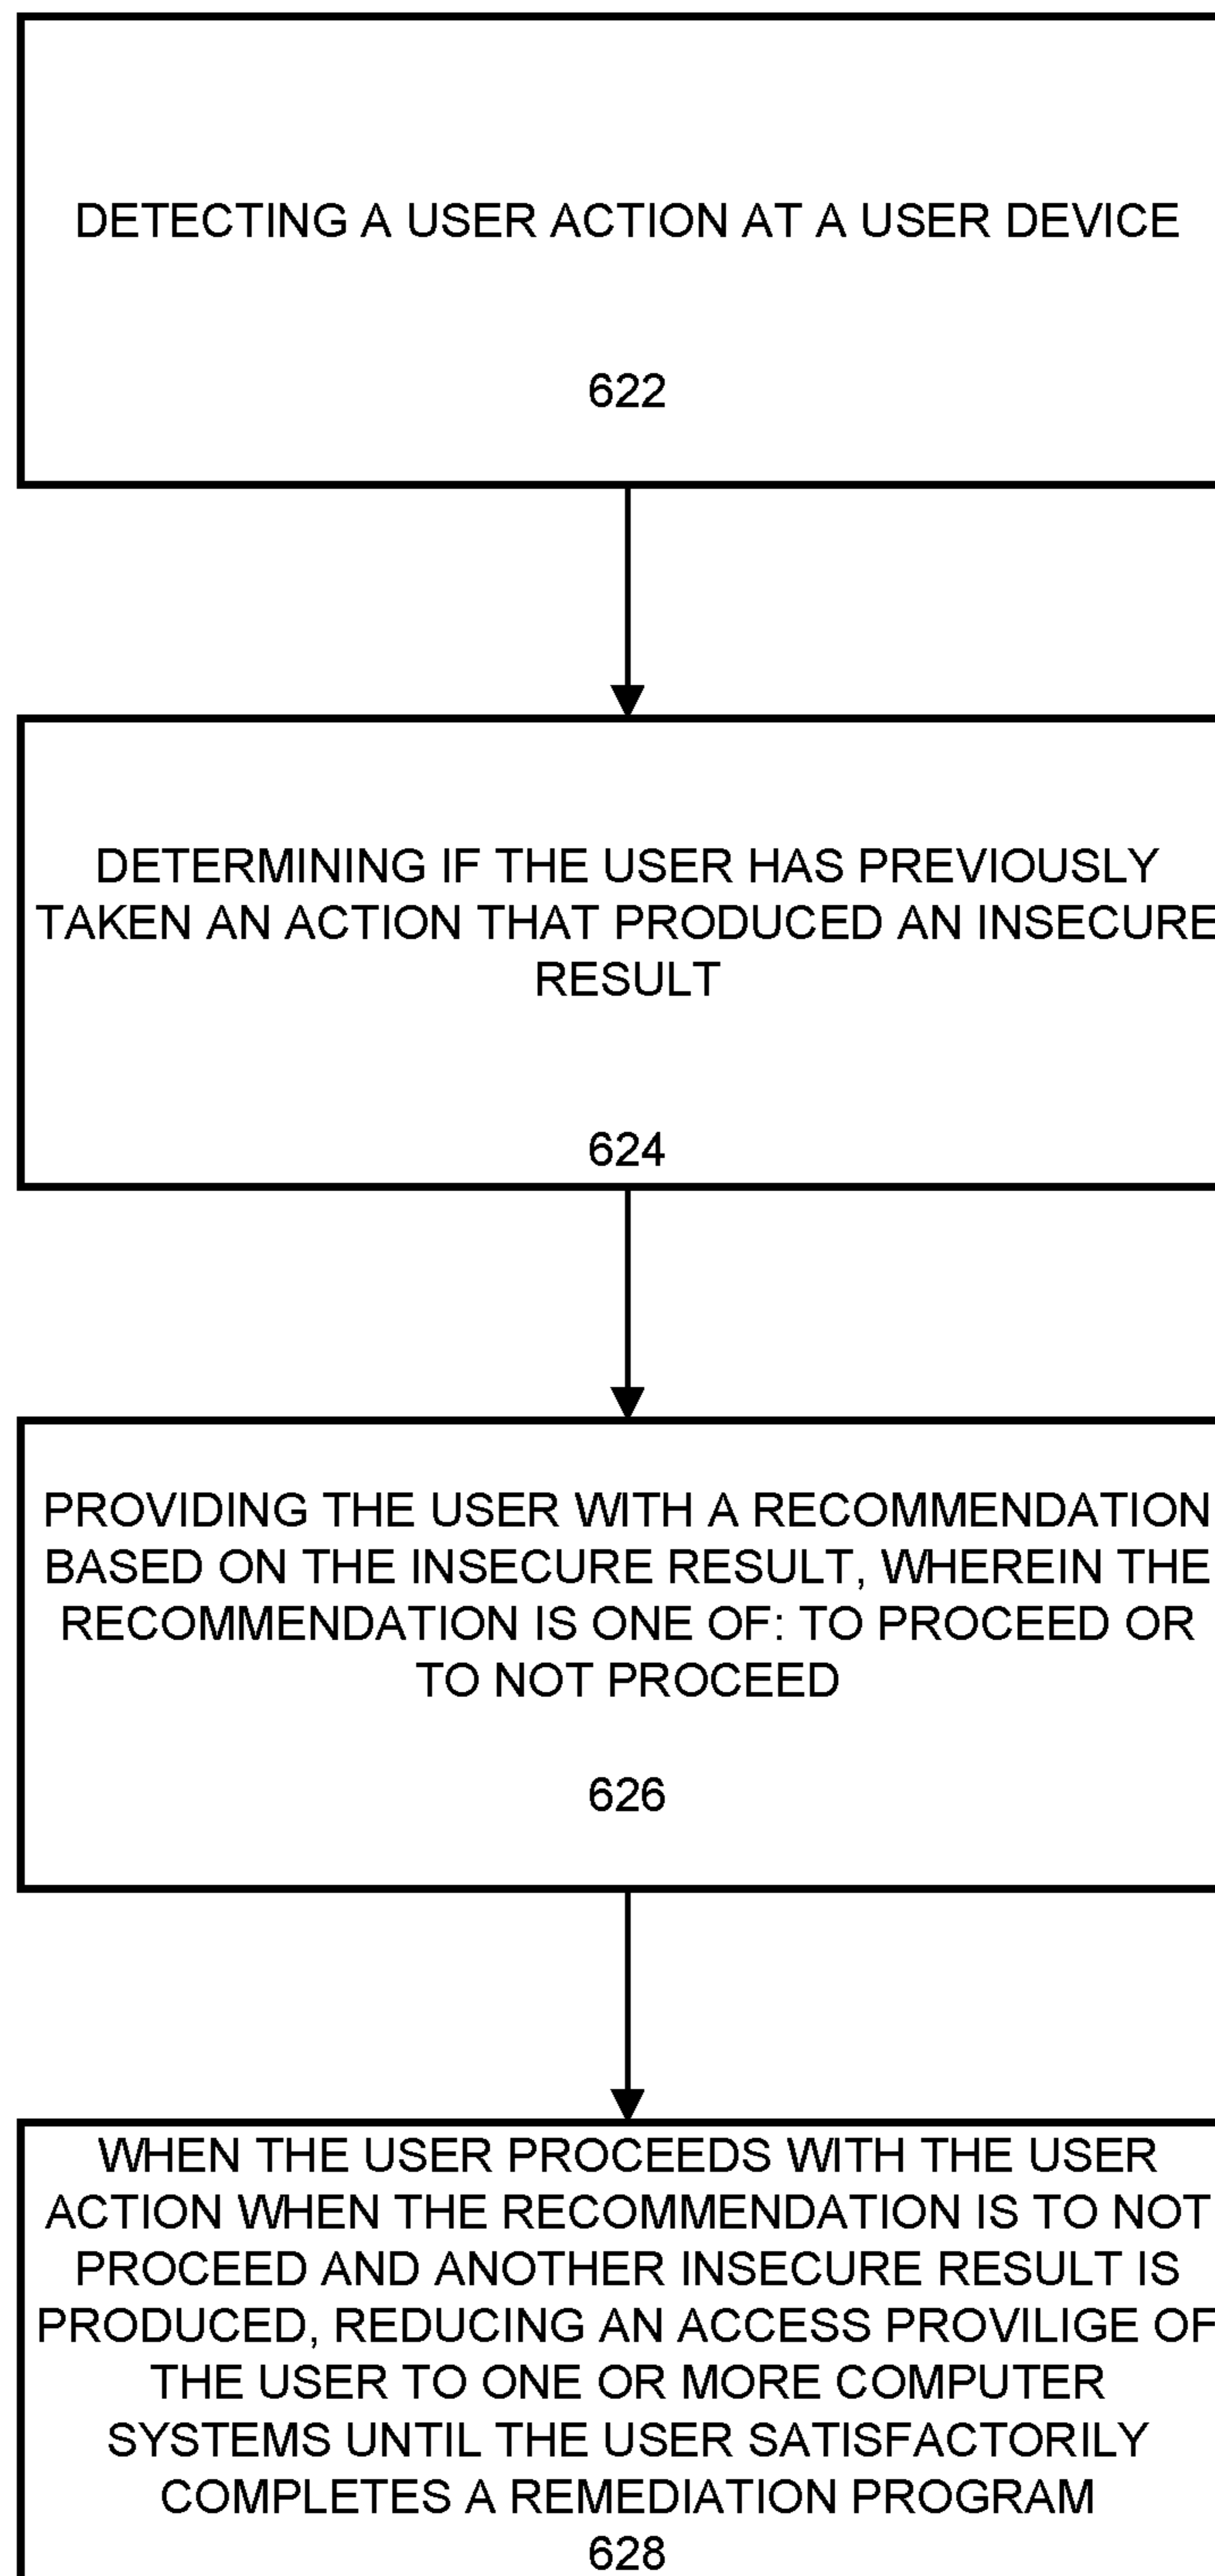 DETECTING A USER ACTION AT A USER DEVICE
622
DETERMINING IF THE USER HAS PREVIOUSLY
TAKEN AN ACTION THAT PRODUCED AN INSECURE
RESULT
624
PROVIDING THE USER WITH A RECOMMENDATION
BASED ON THE INSECURE RESULT, WHEREIN THE
RECOMMENDATION IS ONE OF: TO PROCEED OR
TO NOT PROCEED
626
WHEN THE USER PROCEEDS WITH THE USER
ACTION WHEN THE RECOMMENDATION IS TO NOT
PROCEED AND ANOTHER INSECURE RESULT IS
PRODUCED, REDUCING AN ACCESS PROVILIGE OF
THE USER TO ONE OR MORE COMPUTER
SYSTEMS UNTIL THE USER SATISFACTORILY
COMPLETES A REMEDIATION PROGRAM
628